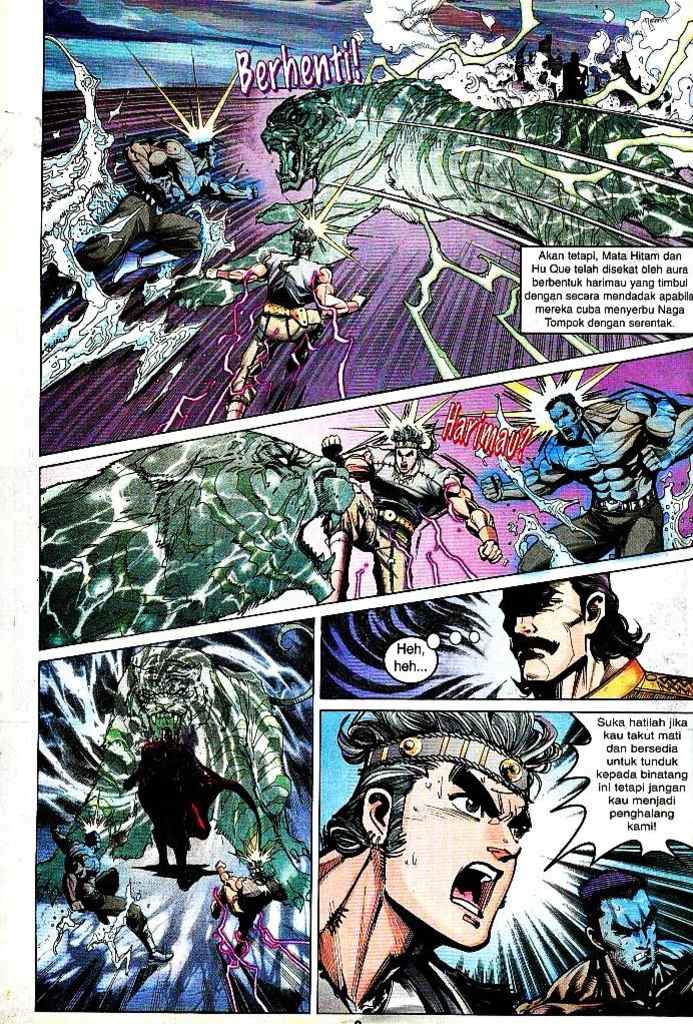 Berhenti!
Akan tetapi, Mata Hitam dan
Hu Que telah disekat oleh aura
berbentuk harimau yang timbul
dengan secara mendadak apabila
mereka cuba menyerbu Naga
Tompok dengan serentak.
Harimau?
Heh,
heh...
Suka hatilah jika
kau takut mati
dan bersedia
untuk tunduk
kepada binatang
ini tetapi jangan
kau menjadi
penghalang
kami!